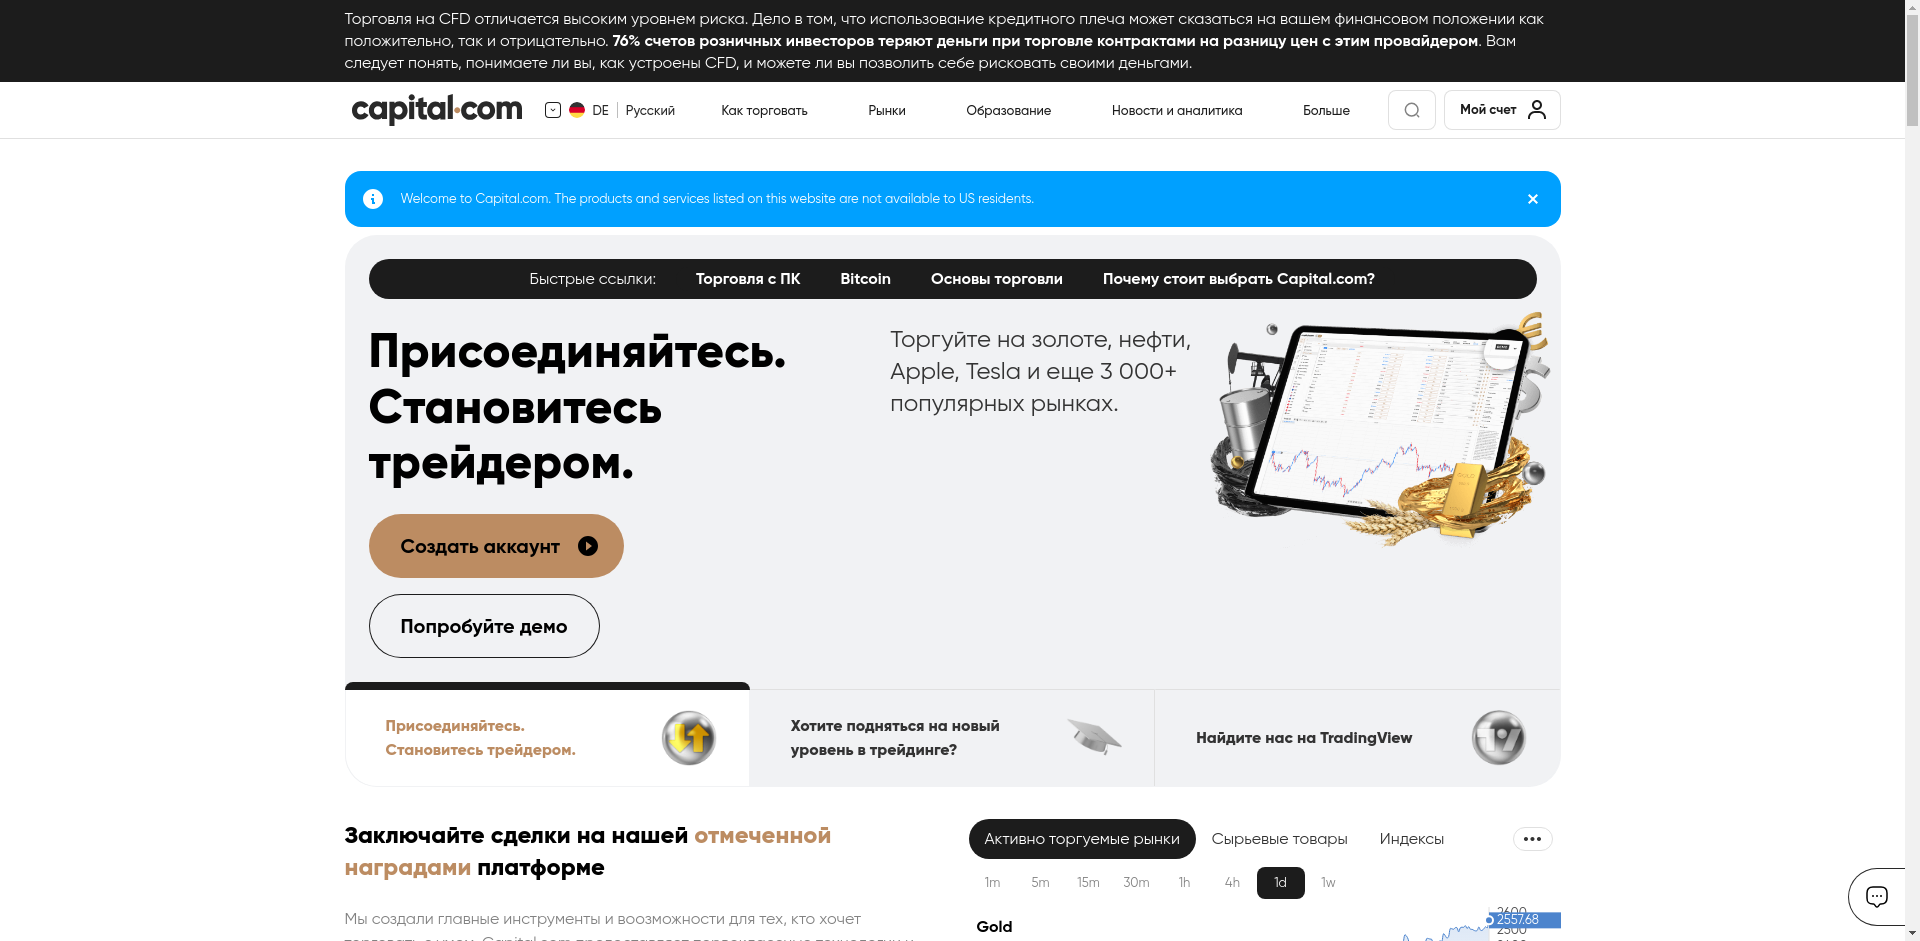 Торговля на CFD отличается высоким уровнем риска. Дело в том, что использование кредитного плеча может сказаться на вашем финансовом положении как
положительно, так и отрицательно. 76% счетов розничных инвесторов теряют деньги при торговле контрактами на разницу цен с этим провайдером. Вам
следует понять, понимаете ли вы, как устроены CFD, и можете ли вы позволить себе рисковать своими деньгами.
capital.com DE Русский Как торговать Рынки Образование Новости и аналитика Больше Мой счет
Welcome to Capital.com. The products and services listed on this website are not available to US residents.
Быстрые ссылки: Торговля с ПК Bitcoin Основы торговли Почему стоит выбрать Capital.com?
Присоединяйтесь.
Становитесь
трейдером.
Торгуйте на золоте, нефти,
Apple, Tesla и еще 3 000+
популярных рынках.
Создать аккаунт
Попробуйте демо
Присоединяйтесь.
Становитесь трейдером.
Хотите подняться на новый
уровень в трейдинге?
Найдите нас на TradingView
Заключайте сделки на нашей отмеченной
наградами платформе
Мы создали главные инструменты и воозможности для тех, кто хочет
Активно торгуемые рынки Сырьевые товары Индексы
1m 5m 15m 30m 1h 4h 1d 1w
Gold
2557.68